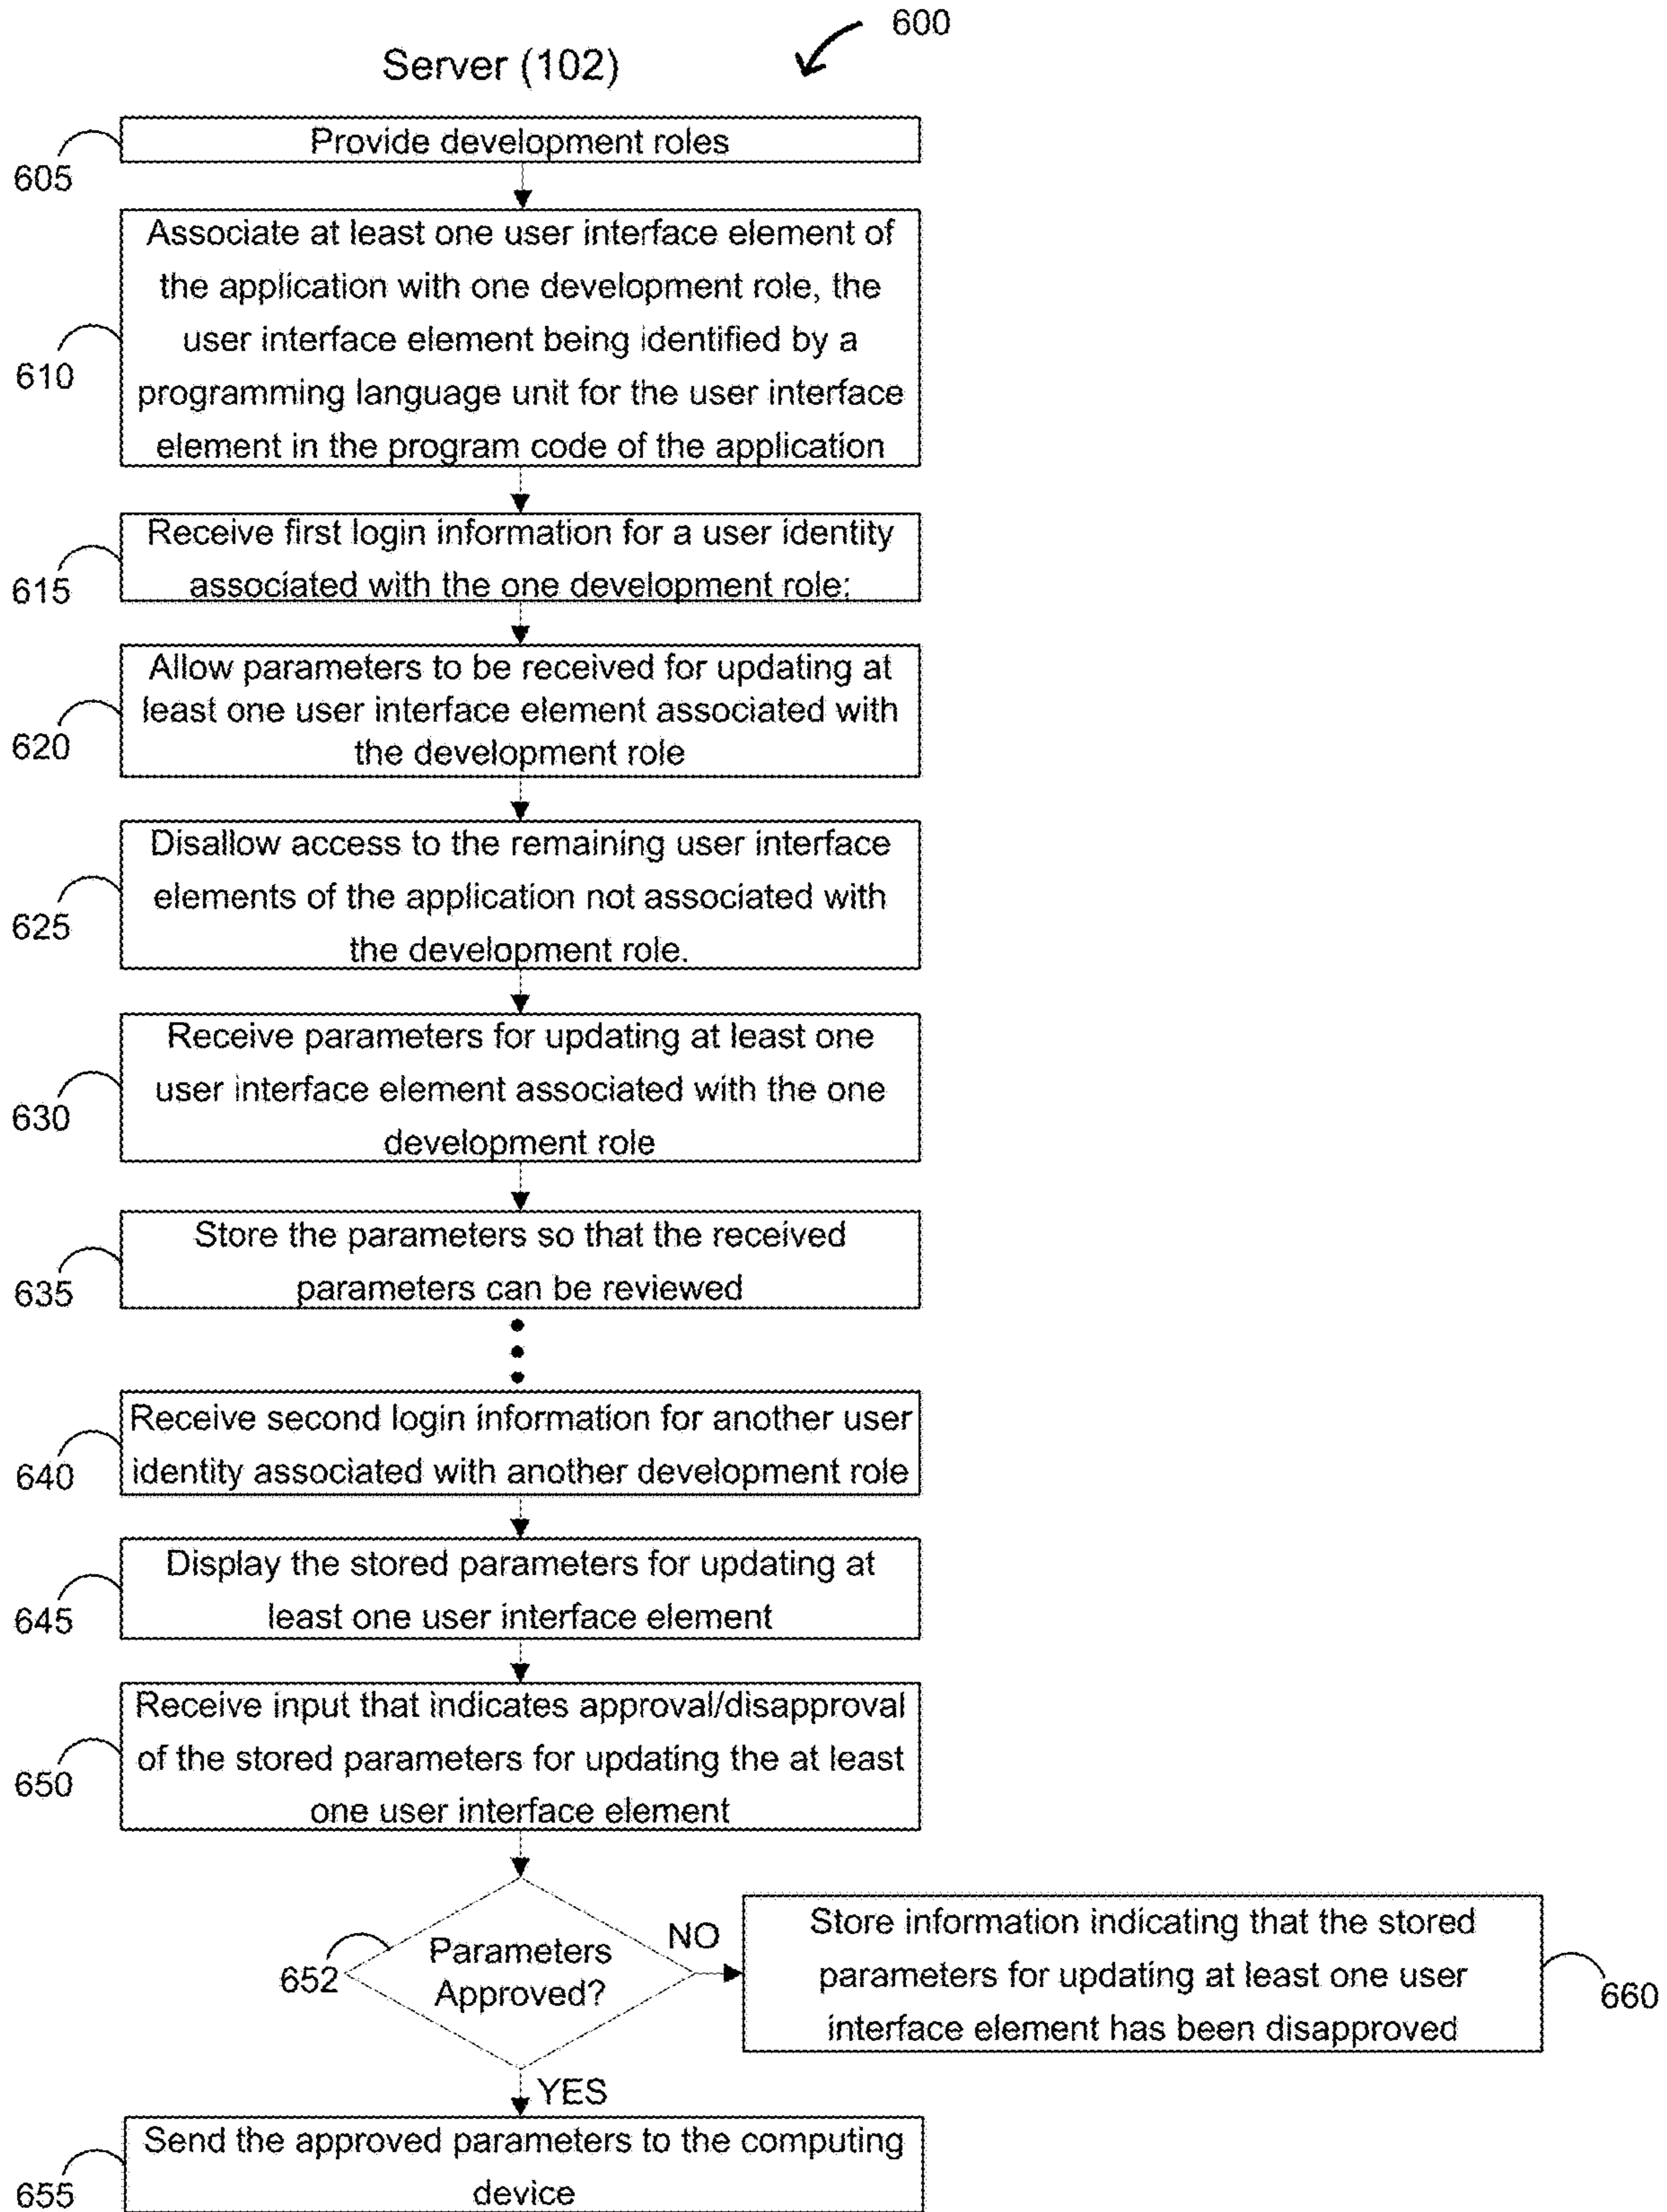 600
Server (102)
Provide development roles
605
Associate at least one user interface element of
the application with one development role, the
user interface element being identified by a
programming language unit for the user interface
element in the program code of the application
610
Receive first login information for a user identity
associated with the one development role:
615
Allow parameters to be received for updating at
least one user interface element associated with
the development role
620
Disallow access to the remaining user interface
elements of the application not associated with
the development role.
625
Receive parameters for updating at least one
user interface element associated with the one
development role
630
Store the parameters so that the received
parameters can be reviewed
635
Receive second login information for another user
identity associated with another development role
640
Display the stored parameters for updating at
least one user interface element
645
Receive input that indicates approval/disapproval
of the stored parameters for updating the at least
one user interface element
650
Parameters
Approved?
652
NO
Store information indicating that the stored
parameters for updating at least one user
interface element has been disapproved
660
YES
Send the approved parameters to the computing
device
655